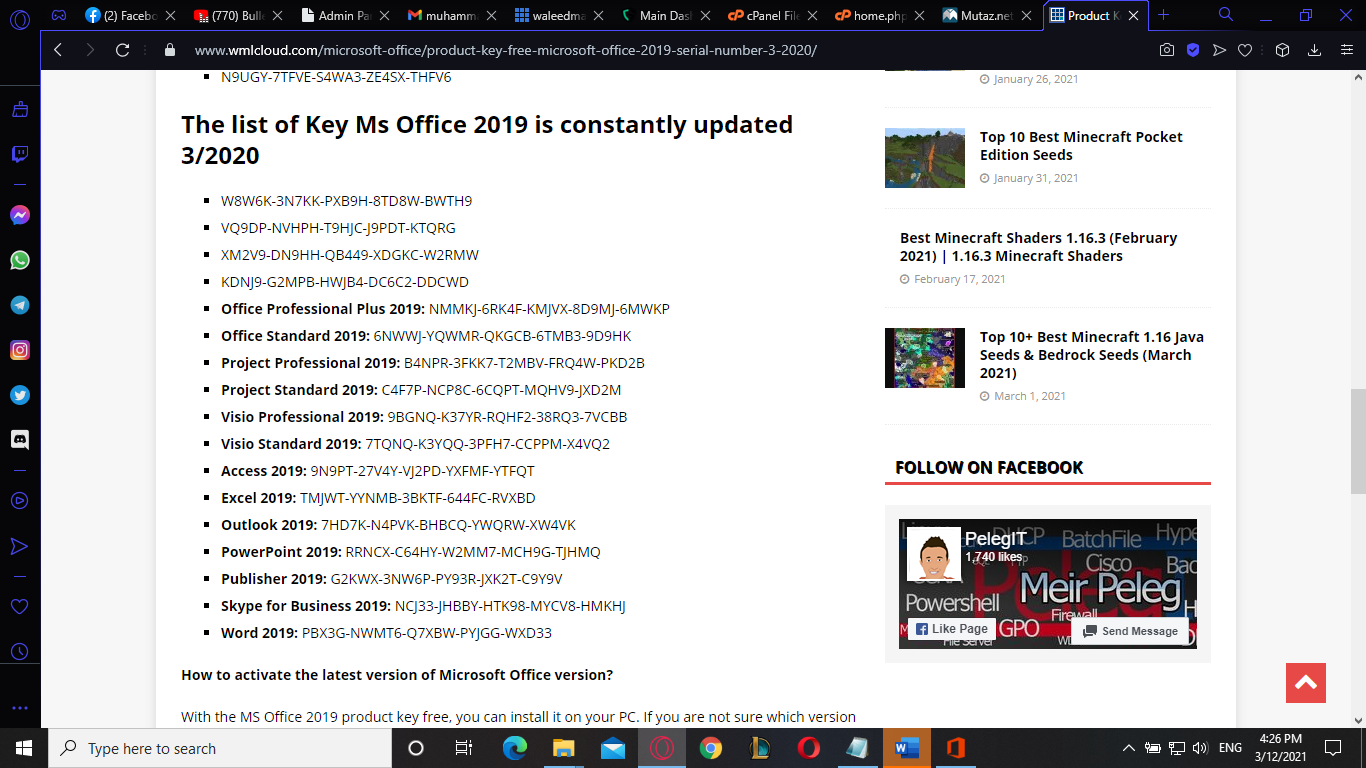 (2) Facebo
(770) Bulle
Admin Pa
muhamm
waleedma
Main Dash
cPanel File
home.php
Mutaz.net
Product K
www.wmlcloud.com/microsoft-office/product-key-free-microsoft-office-2019-serial-number-3-2020/
N9UGY-7TFVE-S4WA3-ZE4SX-THFV6
The list of Key Ms Office 2019 is constantly updated
3/2020
W8W6K-3N7KK-PXB9H-8TD8W-BWTH9
VQ9DP-NVHPH-T9HJC-J9PDT-KTQRG
XM2V9-DN9HH-QB449-XDGKC-W2RMW
KDNJ9-G2MPB-HWJB4-DC6C2-DDCWD
Office Professional Plus 2019: NMMKJ-6RK4F-KMJVX-8D9MJ-6MWKP
Office Standard 2019: 6NWWJ-YQWMR-QKGCB-6TMB3-9D9HK
Project Professional 2019: B4NPR-3FKK7-T2MBV-FRQ4W-PKD2B
Project Standard 2019: C4F7P-NCP8C-6CQPT-MQHV9-JXD2M
Visio Professional 2019: 9BGNQ-K37YR-RQHF2-38RQ3-7VCBB
Visio Standard 2019: 7TQNQ-K3YQQ-3PFH7-CCPPM-X4VQ2
Access 2019: 9N9PT-27V4Y-VJ2PD-YXFMF-YTFQT
Excel 2019: TMJWT-YYNMB-3BKTF-644FC-RVXBD
Outlook 2019: 7HD7K-N4PVK-BHBCQ-YWQRW-XW4VK
PowerPoint 2019: RRNCX-C64HY-W2MM7-MCH9G-TJHMQ
Publisher 2019: G2KWX-3NW6P-PY93R-JXK2T-C9Y9V
Skype for Business 2019: NCJ33-JHBBY-HTK98-MYCV8-HMKHJ
Word 2019: PBX3G-NWMT6-Q7XBW-PYJGG-WXD33
How to activate the latest version of Microsoft Office version?
With the MS Office 2019 product key free, you can install it on your PC. If you are not sure which version
January 26, 2021
Top 10 Best Minecraft Pocket
Edition Seeds
January 31, 2021
Best Minecraft Shaders 1.16.3 (February
2021) | 1.16.3 Minecraft Shaders
February 17, 2021
Top 10+ Best Minecraft 1.16 Java
Seeds & Bedrock Seeds (March
2021)
March 1, 2021
FOLLOW ON FACEBOOK
PelegIT
1,740 likes
BatchFile
Cisco
Meir Peleg
Powershell
Firewall
GPO
File Server
Like Page
Send Message
Type here to search
ENG
4:26 PM
3/12/2021